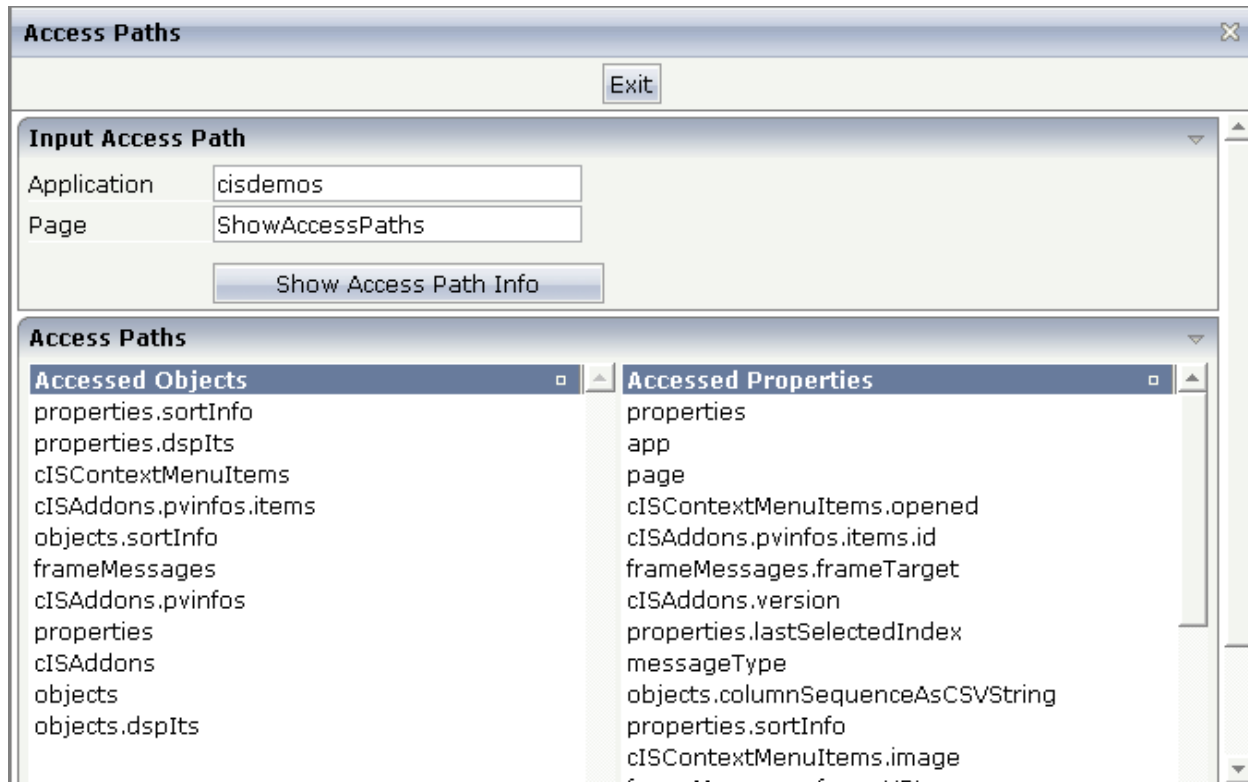 Access Paths
Exit
Input Access Path
Application cisdemos
Page ShowAccessPaths
Show Access Path Info
Access Paths
Accessed Objects
properties.sortInfo
properties.dspIts
cISContextMenuItems
cISAddons.pvinfos.items
objects.sortInfo
frameMessages
cISAddons.pvinfos
properties
cISAddons
objects
objects.dspIts
Accessed Properties
properties
app
page
cISContextMenuItems.opened
cISAddons.pvinfos.items.id
frameMessages.frameTarget
cISAddons.version
properties.lastSelectedIndex
messageType
objects.columnSequenceAsCSVString
properties.sortInfo
cISContextMenuItems.image